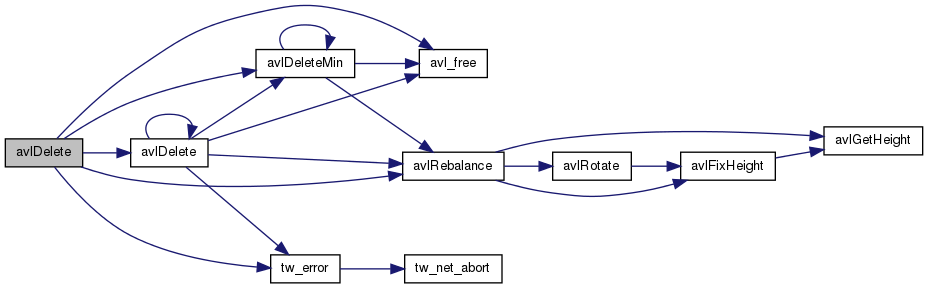 avlDelete
avlDelete
avlDeleteMin
avl_free
avlRebalance
avlRotate
avlFixHeight
avlGetHeight
tw_error
tw_net_abort